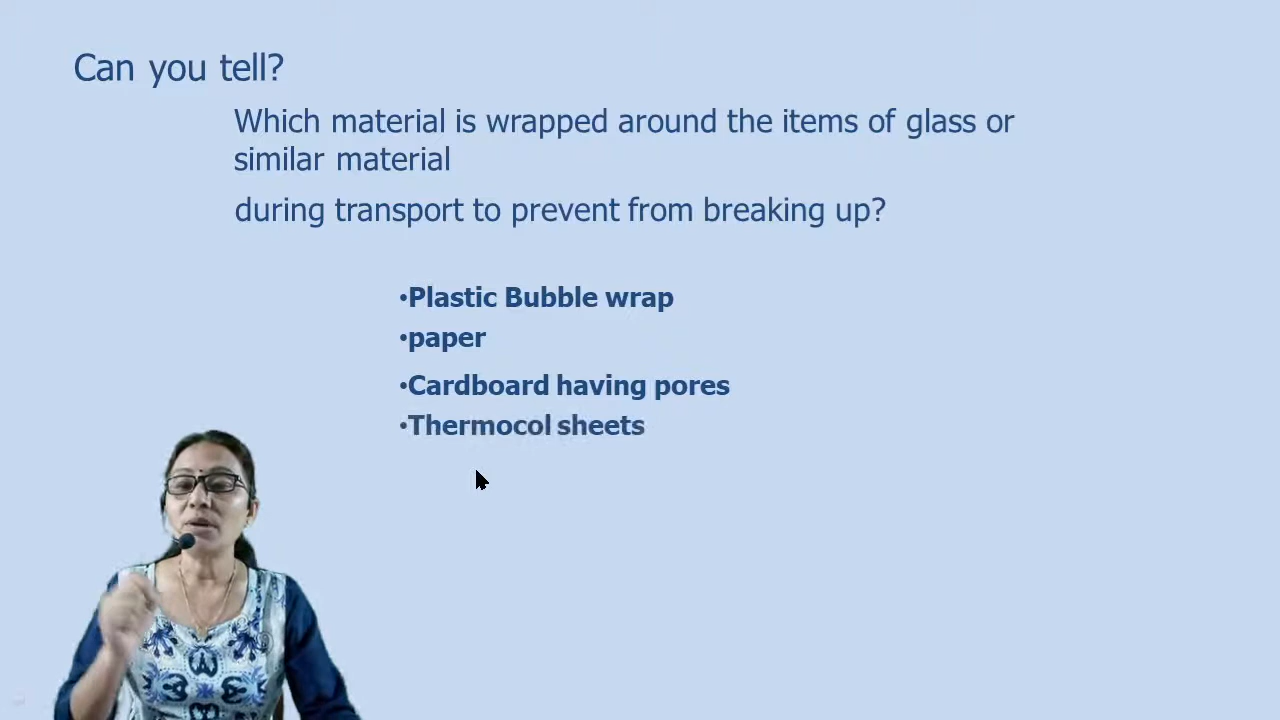 Can you tell?
Which material is wrapped around the items of glass or
similar material
during transport to prevent from breaking up?
•Plastic Bubble wrap
•paper
•Cardboard having pores
•Thermocol sheets